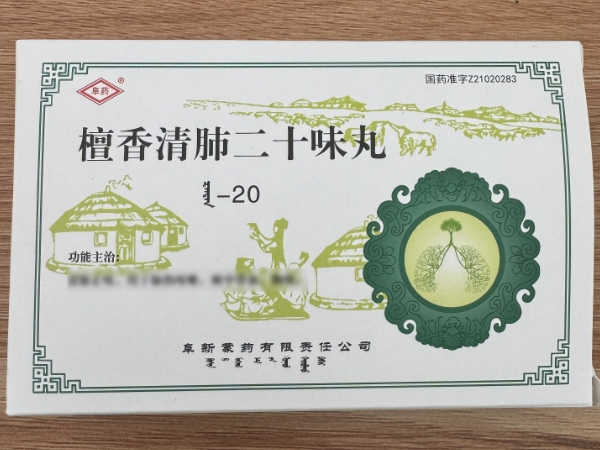 阜药
®
国药准字Z21020283
檀香清肺二十味丸
-20
功能主治:
阜新蒙药有限责任公司